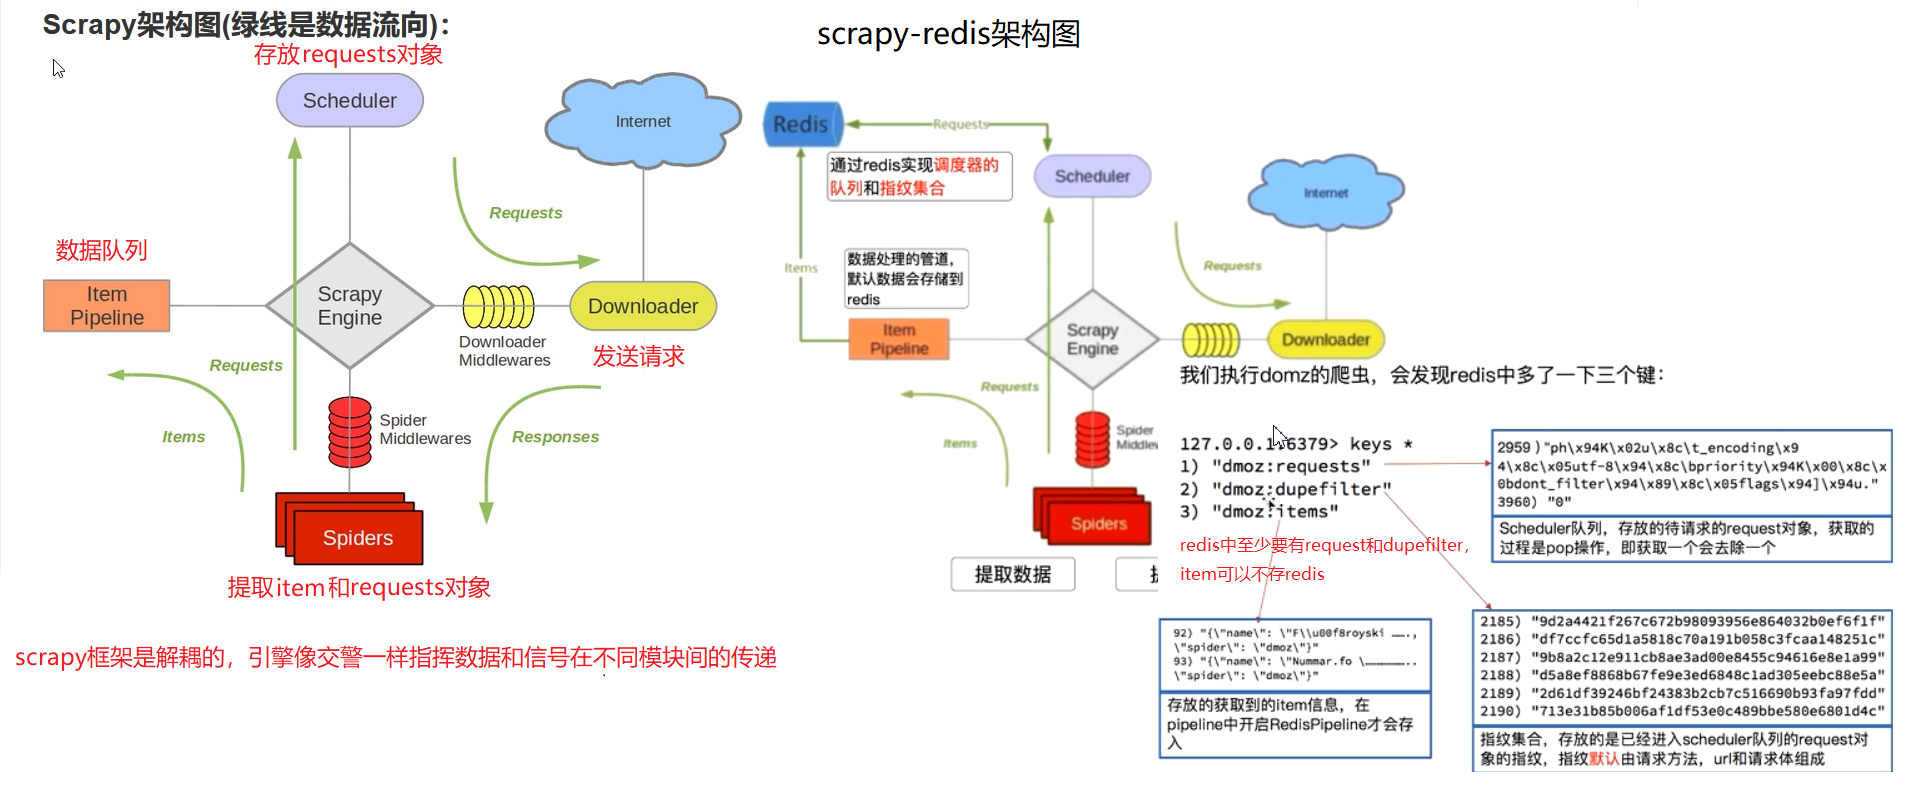 Scrapy架构图(绿线是数据流向)：
存放requests对象
Scheduler
Internet
Requests
数据队列
Item
Pipeline
Scrapy
Engine
Downloader
Middlewares
Downloader
发送请求
Requests
Items
Spider
Middlewares
Responses
Spiders
提取item和requests对象
scrapy框架是解耦的，引擎像交警一样指挥数据和信号在不同模块间的传递
scrapy-redis架构图
Redis
Requests
通过redis实现调度器的
队列和指纹集合
Scheduler
Internet
Items
数据处理的管道，
默认数据会存储到
redis
Requests
Item
Pipeline
Scrapy
Engine
Downloader
Requests
Items
Spider
Middlew
Spiders
提取数据
我们执行domz的爬虫，会发现redis中多了一下三个键：
127.0.0.1:6379> keys *
1) "dmoz:requests"
2) "dmoz:dupefilter"
3) "dmoz:items"
redis中至少要有request和dupefilter，
item可以不存redis
2959 )"ph\x94K\x02u\x8c\t_encoding\x9
4\x8c\x05utf-8\x94\x8c\bpriority\x94K\x00\x8c\x
0bdont_filter\x94\x89\x8c\x05flags\x94]\x94u."
3960) "0"
Scheduler队列，存放的待请求的request对象，获取的
过程是pop操作，即获取一个会去除一个
92) "{\"name\": \"F\\u00f8royski ……,
\"spider\": \"dmoz\"}"
93) "{\"name\": \"Nummar.fo \…………..
\"spider\": \"dmoz\"}"
存放的获取到的item信息，在
pipeline中开启RedisPipeline才会存
入
2185) "9d2a4421f267c672b98093956e864032b0ef6f1f"
2186) "df7ccfc65d1a5818c70a191b058c3fcaa148251c"
2187) "9b8a2c12e911cb8ae3ad00e8455c94616e8e1a99"
2188) "d5a8ef8868b67fe9e3ed6848c1ad305eebc88e5a"
2189) "2d61df39246bf24383b2cb7c516690b93fa97fdd"
2190) "713e31b85b006af1df53e0c489bbe580e6801d4c"
指纹集合，存放的是已经进入scheduler队列的request对
象的指纹，指纹默认由请求方法，url和请求体组成